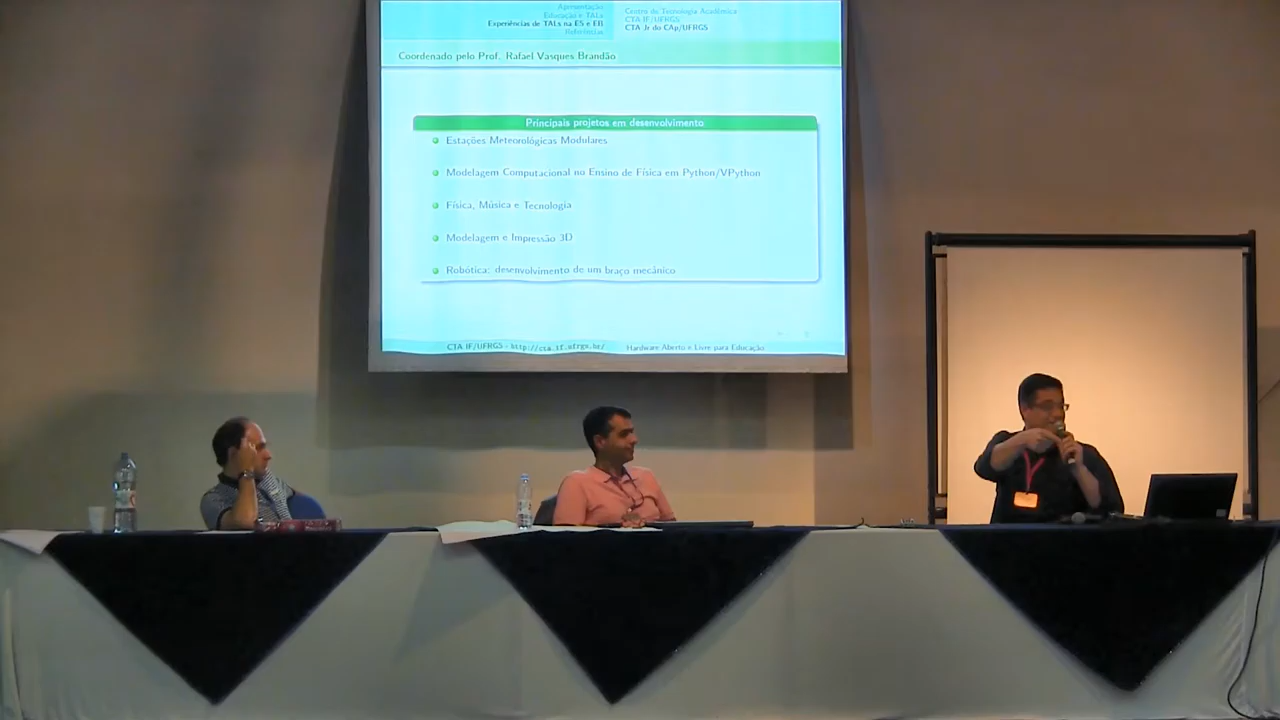 Apresentação
Educação e TALs
Experiências de TALs na ES e EB
Referências
Centro de Tecnologia Acadêmica
CTA IF/UFRGS
CTA Jr do CAp/UFRGS
Coordenado pelo Prof. Rafael Vasques Brandão
Principais projetos em desenvolvimento
Estações Meteorológicas Modulares
Modelagem Computacional no Ensino de Física em Python/VPython
Física, Música e Tecnologia
Modelagem e Impressão 3D
Robótica: desenvolvimento de um braço mecânico
CTA IF/UFRGS - http://cta.if.ufrgs.br/
Hardware Aberto e Livre para Educação